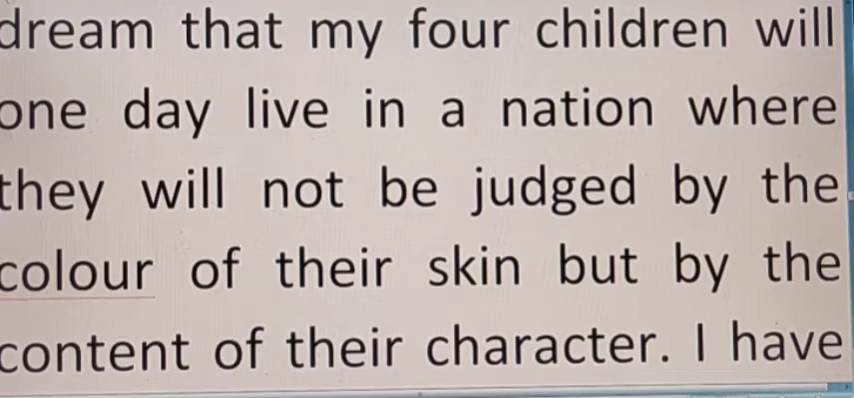 dream that my four children will
one day live in a nation where
they will not be judged by the
colour of their skin but by the
content of their character. I have